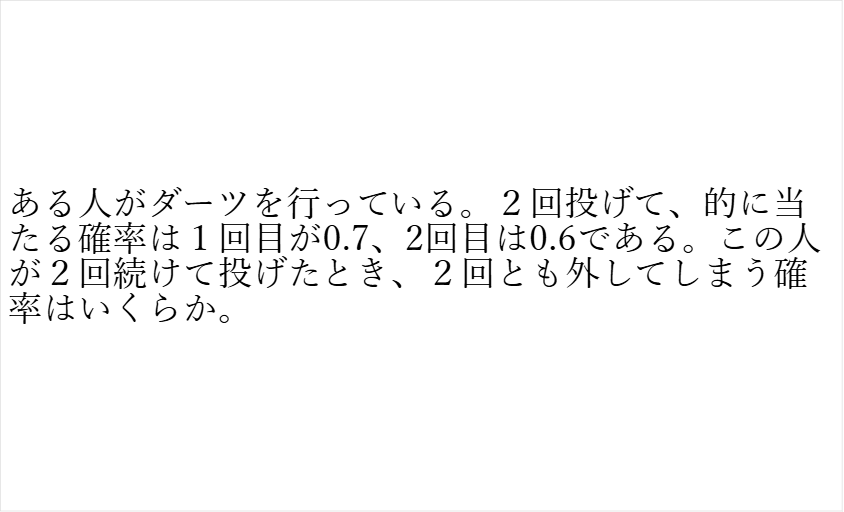 ある人がダーツを行っている。２回投げて、的に当
たる確率は１回目が0.7、2回目は0.6である。この人
が２回続けて投げたとき、２回とも外してしまう確
率はいくらか。